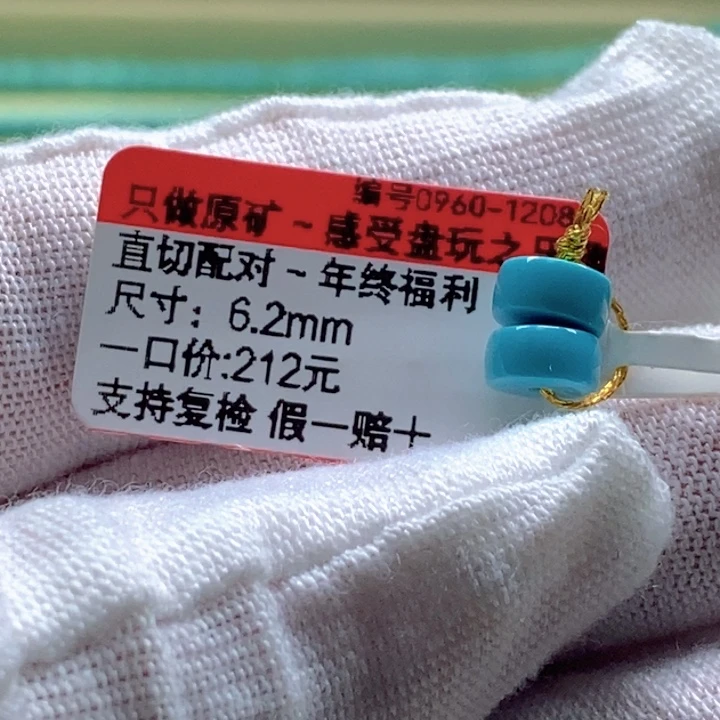 编号0960-1208
只做原矿~感受盘玩之
直切配对~年终福利
尺寸：6.2mm
一口价:212元
支持复检 假一赔十